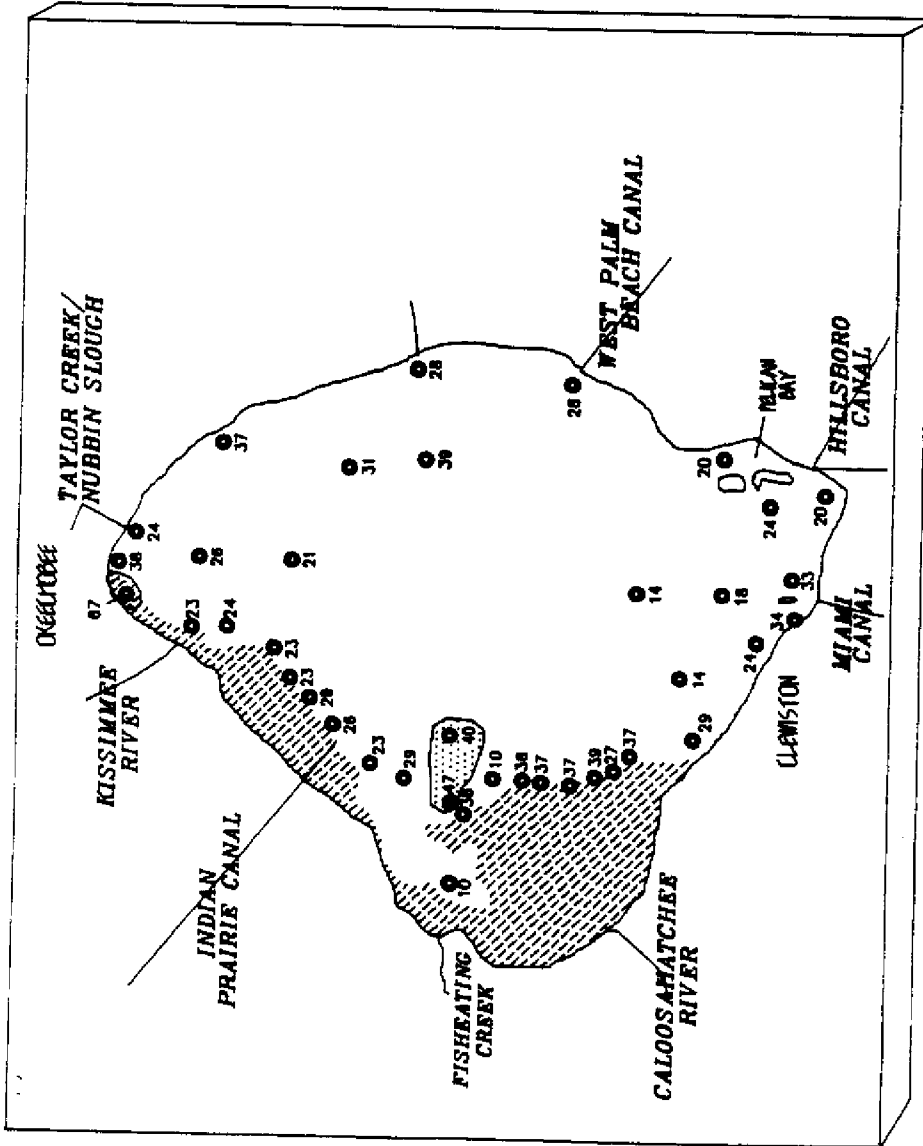 OKEECHOBEE
TAYLOR CREEK/
NUBBIN SLOUGH
KISSIMMEE
RIVER
INDIAN
PRAIRIE CANAL
FISHEATING
CREEK
CALOOSAHATCHEE
RIVER
CLEWISTON
MIAMI
CANAL
HILLSBORO
CANAL
PELICAN
BAY
WEST PALM
BEACH CANAL
67
38
24
37
23
24
26
21
31
39
28
28
23
23
29
26
23
29
40
47
38
10
10
38
37
37
39
27
37
29
14
14
18
24
34
33
20
24
20